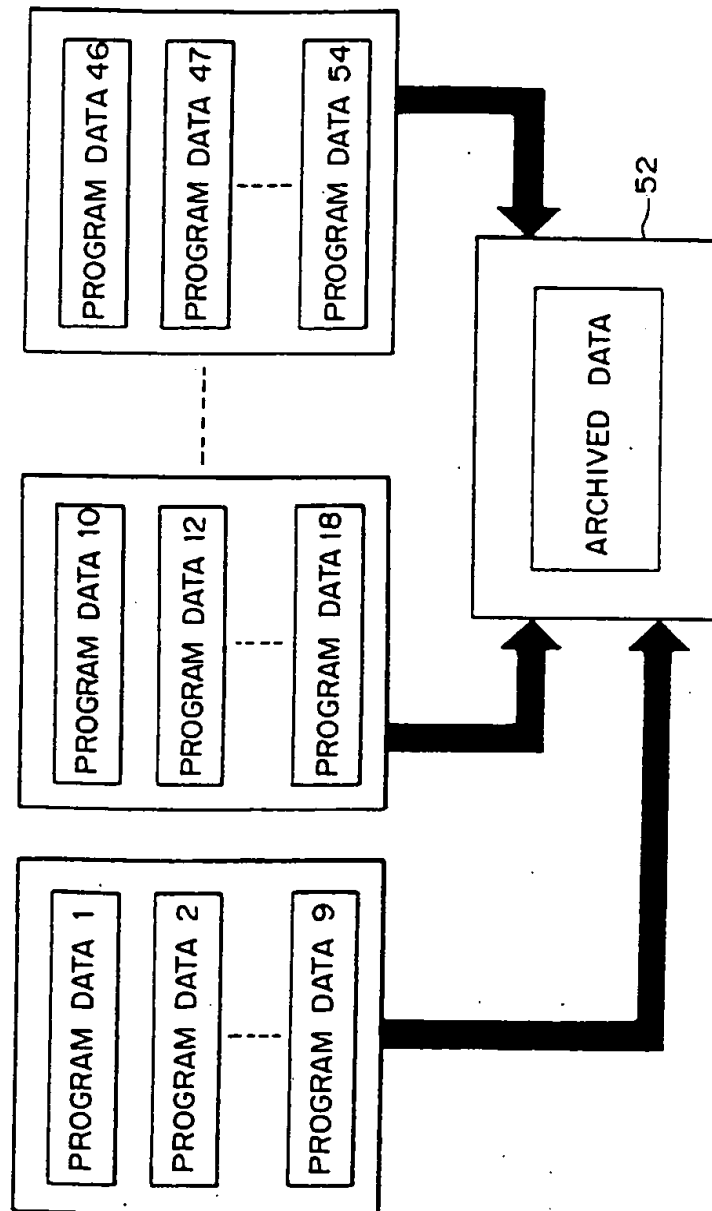 PROGRAM DATA 1
PROGRAM DATA 2
PROGRAM DATA 9
PROGRAM DATA 10
PROGRAM DATA 12
PROGRAM DATA 18
PROGRAM DATA 46
PROGRAM DATA 47
PROGRAM DATA 54
ARCHIVED DATA
52